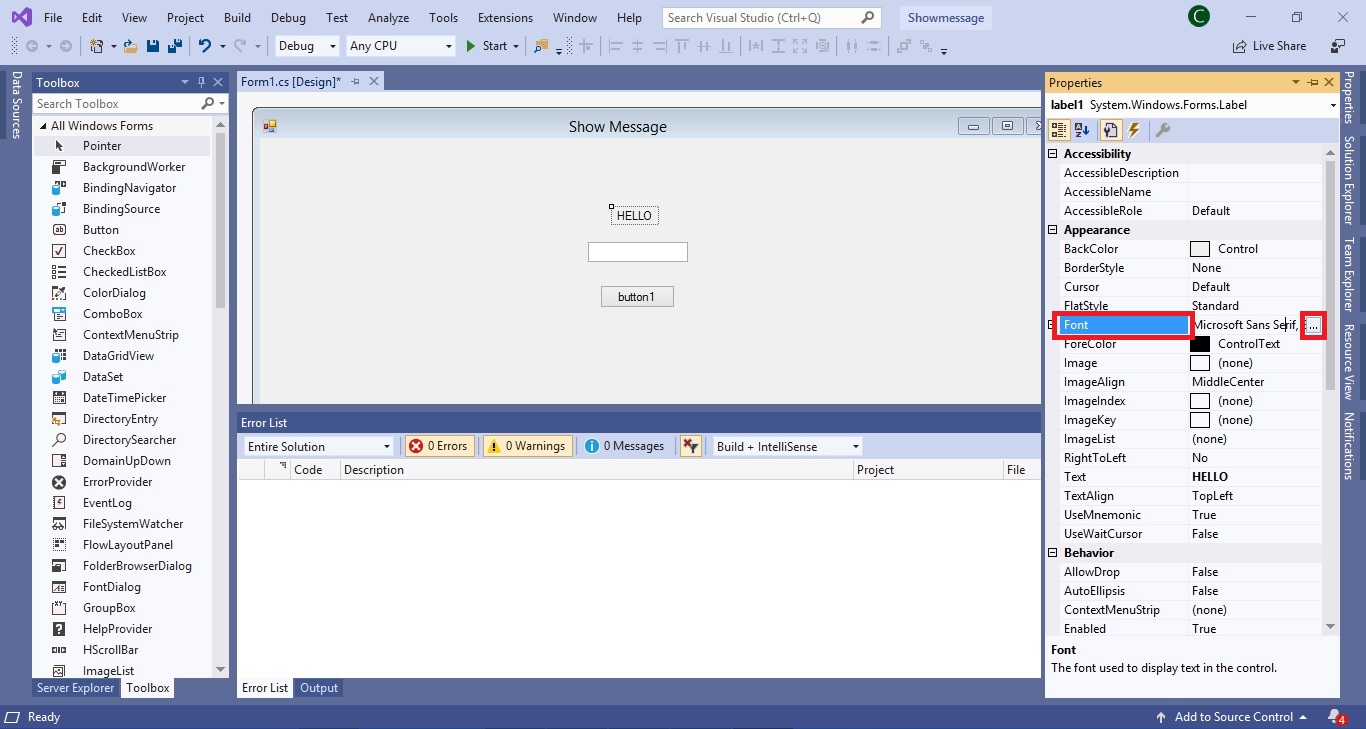 File Edit View Project Build Debug Test Analyze Tools Extensions Window Help Search Visual Studio (Ctrl+Q) Showmessage C
Debug Any CPU Start Live Share
Data Sources
Toolbox
Search Toolbox
All Windows Forms
Pointer
BackgroundWorker
BindingNavigator
BindingSource
Button
CheckBox
CheckedListBox
ColorDialog
ComboBox
ContextMenuStrip
DataGridView
DataSet
DateTimePicker
DirectoryEntry
DirectorySearcher
DomainUpDown
ErrorProvider
EventLog
FileSystemWatcher
FlowLayoutPanel
FolderBrowserDialog
FontDialog
GroupBox
HelpProvider
HScrollBar
ImageList
Server Explorer Toolbox
Form1.cs [Design]*
Show Message
HELLO
button1
Error List
Entire Solution 0 Errors 0 Warnings 0 Messages Build + IntelliSense
Code Description Project File
Error List Output
Properties
label1 System.Windows.Forms.Label
Accessibility
AccessibleDescription
AccessibleName
AccessibleRole Default
Appearance
BackColor Control
BorderStyle None
Cursor Default
FlatStyle Standard
Font Microsoft Sans Serif, ...
ForeColor ControlText
Image (none)
ImageAlign MiddleCenter
ImageIndex (none)
ImageKey (none)
ImageList (none)
RightToLeft No
Text HELLO
TextAlign TopLeft
UseMnemonic True
UseWaitCursor False
Behavior
AllowDrop False
AutoEllipsis False
ContextMenuStrip (none)
Enabled True
Font
The font used to display text in the control.
Properties
Solution Explorer
Team Explorer
Resource View
Notifications
Ready Add to Source Control 4